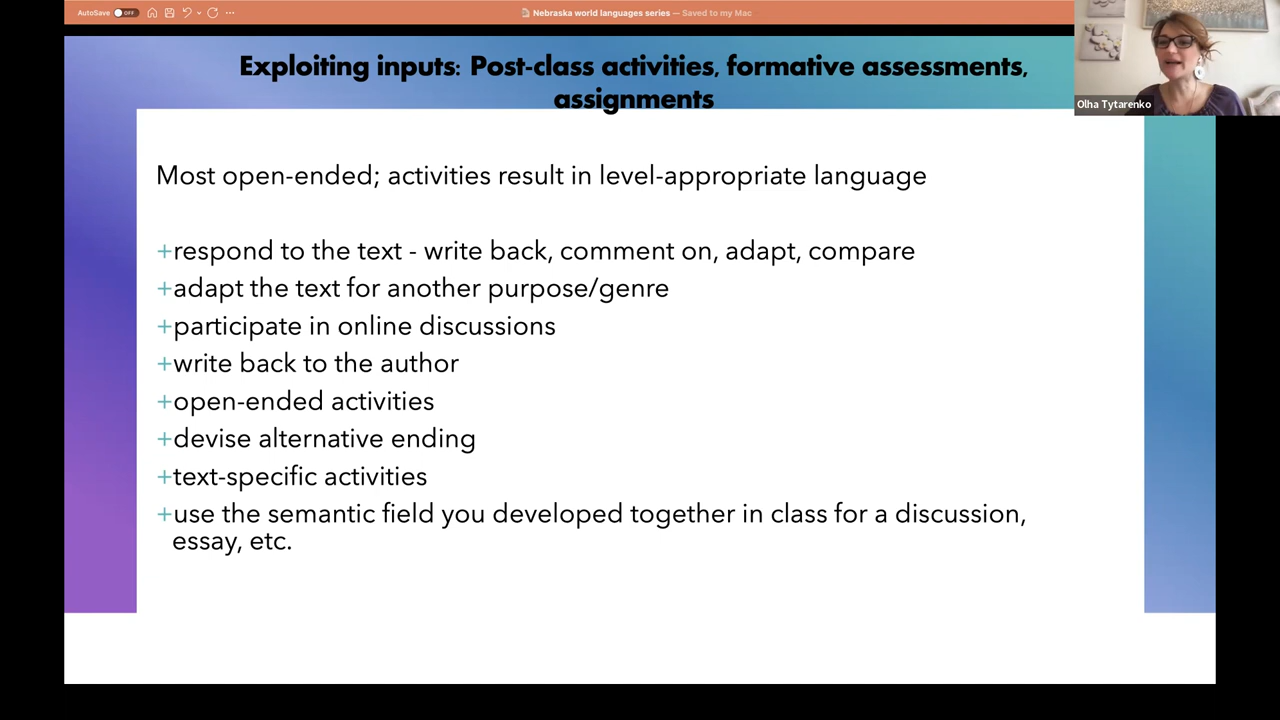 AutoSave OFF
Nebraska world languages series — Saved to my Mac
Exploiting inputs: Post-class activities, formative assessments,
assignments
Olha Tytarenko
Most open-ended; activities result in level-appropriate language
+respond to the text - write back, comment on, adapt, compare
+adapt the text for another purpose/genre
+participate in online discussions
+write back to the author
+open-ended activities
+devise alternative ending
+text-specific activities
+use the semantic field you developed together in class for a discussion,
essay, etc.